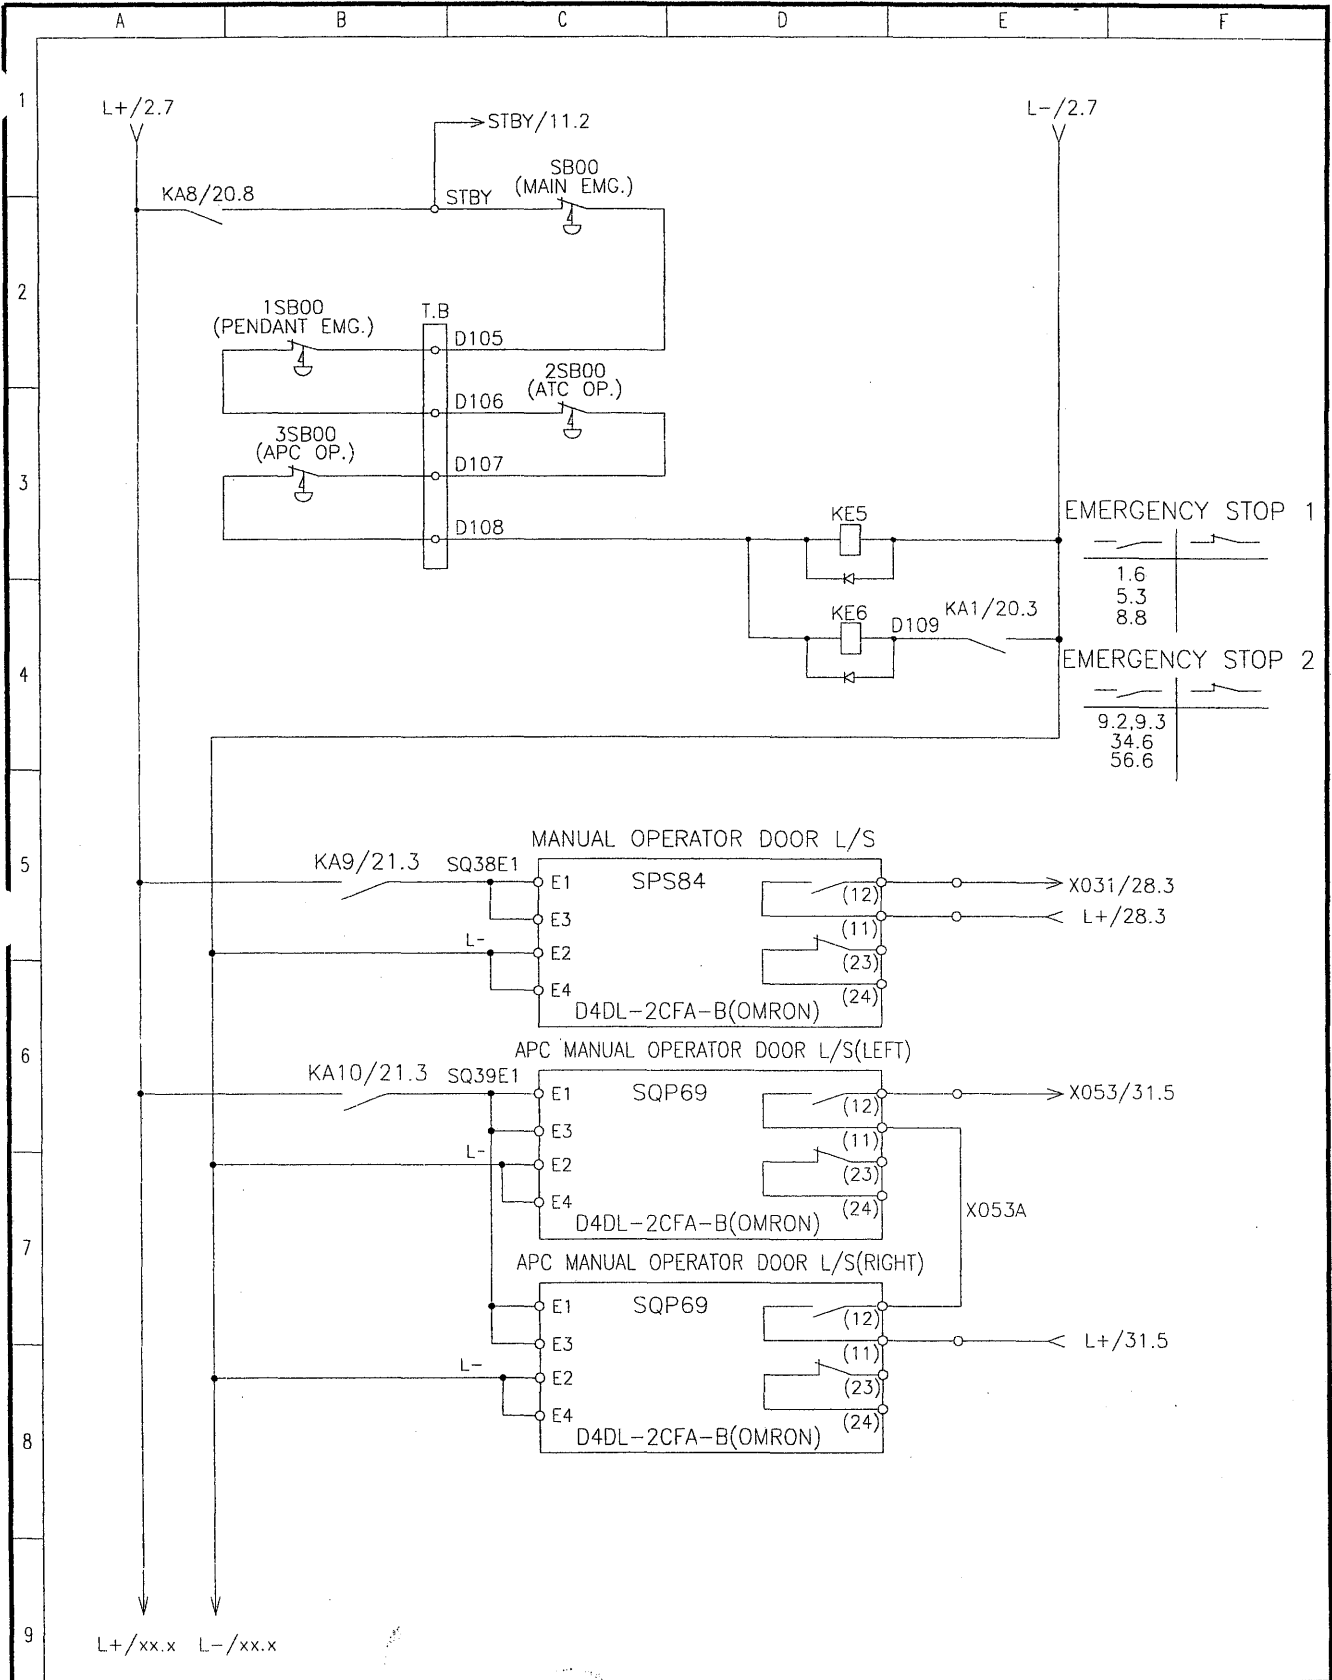 A B C D E F
1
L+/2.7
L-/2.7
STBY/11.2
SB00
(MAIN EMG.)
KA8/20.8
STBY
2
1SB00
(PENDANT EMG.)
T.B
D105
2SB00
(ATC OP.)
D106
3SB00
(APC OP.)
D107
3
D108
KE5
EMERGENCY STOP 1
1.6
5.3
8.8
KE6
D109
KA1/20.3
4
EMERGENCY STOP 2
9.2,9.3
34.6
56.6
MANUAL OPERATOR DOOR L/S
5
KA9/21.3
SQ38E1
E1
SPS84
(12)
X031/28.3
E3
(11)
L+/28.3
L-
E2
(23)
E4
(24)
D4DL-2CFA-B(OMRON)
6
APC MANUAL OPERATOR DOOR L/S(LEFT)
KA10/21.3
SQ39E1
E1
SQP69
(12)
X053/31.5
E3
(11)
L-
E2
(23)
E4
(24)
X053A
D4DL-2CFA-B(OMRON)
7
APC MANUAL OPERATOR DOOR L/S(RIGHT)
E1
SQP69
(12)
E3
(11)
L+/31.5
L-
E2
(23)
E4
(24)
8
D4DL-2CFA-B(OMRON)
9
L+/xx.x L-/xx.x